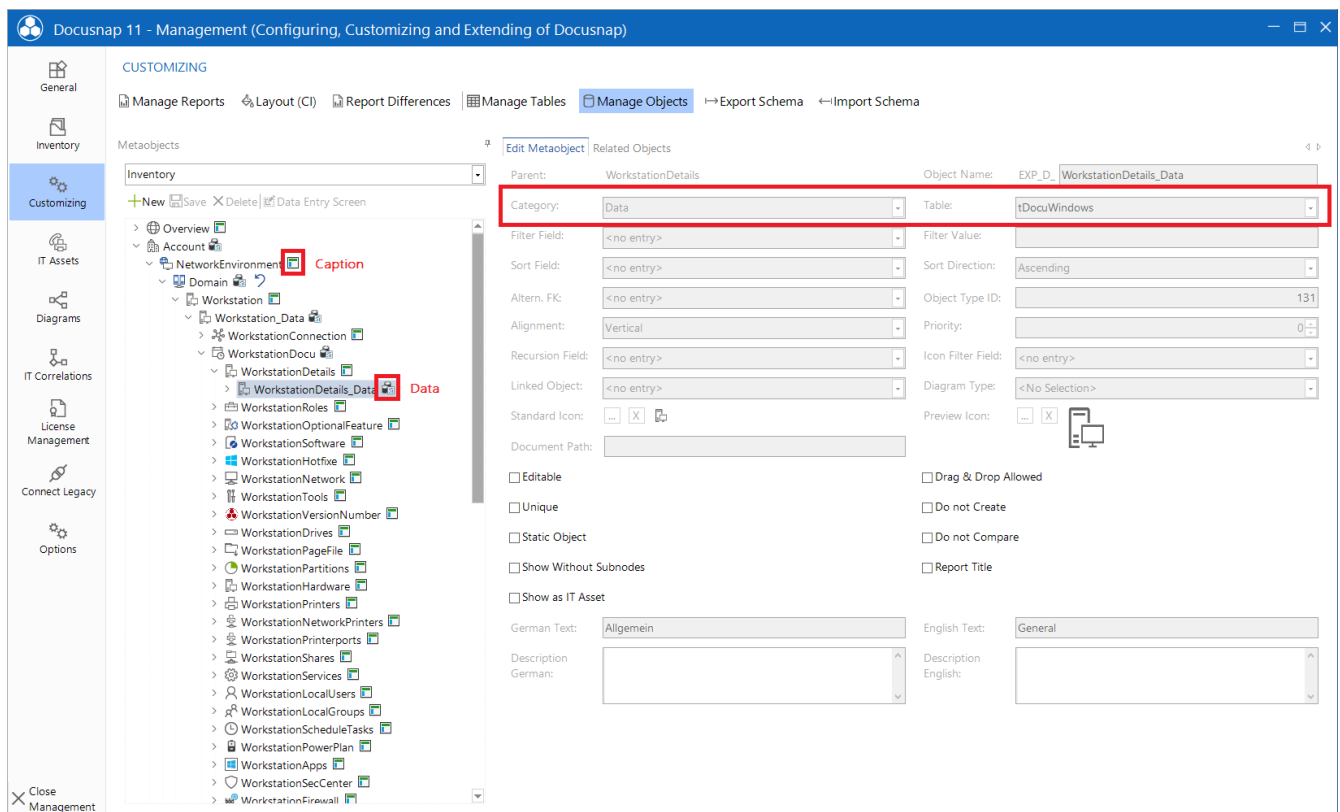 Docusnap 11 - Management (Configuring, Customizing and Extending of Docusnap)
General
Inventory
Customizing
IT Assets
Diagrams
IT Correlations
License
Management
Connect Legacy
Options
Close
Management
CUSTOMIZING
Manage Reports Layout (CI) Report Differences Manage Tables Manage Objects Export Schema Import Schema
Metaobjects
Inventory
New Save Delete Data Entry Screen
Overview
Account
NetworkEnvironment Caption
Domain
Workstation
Workstation_Data
WorkstationConnection
WorkstationDocu
WorkstationDetails
WorkstationDetails_Data Data
WorkstationRoles
WorkstationOptionalFeature
WorkstationSoftware
WorkstationHotfixe
WorkstationNetwork
WorkstationTools
WorkstationVersionNumber
WorkstationDrives
WorkstationPageFile
WorkstationPartitions
WorkstationHardware
WorkstationPrinters
WorkstationNetworkPrinters
WorkstationPrinterports
WorkstationShares
WorkstationServices
WorkstationLocalUsers
WorkstationLocalGroups
WorkstationScheduleTasks
WorkstationPowerPlan
WorkstationApps
WorkstationSecCenter
WorkstationFirewall
Edit Metaobject Related Objects
Parent: WorkstationDetails Object Name: EXP_D_ WorkstationDetails_Data
Category: Data Table: tDocuWindows
Filter Field: <no entry> Filter Value:
Sort Field: <no entry> Sort Direction: Ascending
Altern. FK: <no entry> Object Type ID: 131
Alignment: Vertical Priority: 0
Recursion Field: <no entry> Icon Filter Field: <no entry>
Linked Object: <no entry> Diagram Type: <No Selection>
Standard Icon: ... X Preview Icon: ... X
Document Path:
Editable Drag & Drop Allowed
Unique Do not Create
Static Object Do not Compare
Show Without Subnodes Report Title
Show as IT Asset
German Text: Allgemein English Text: General
Description Description
German: English: